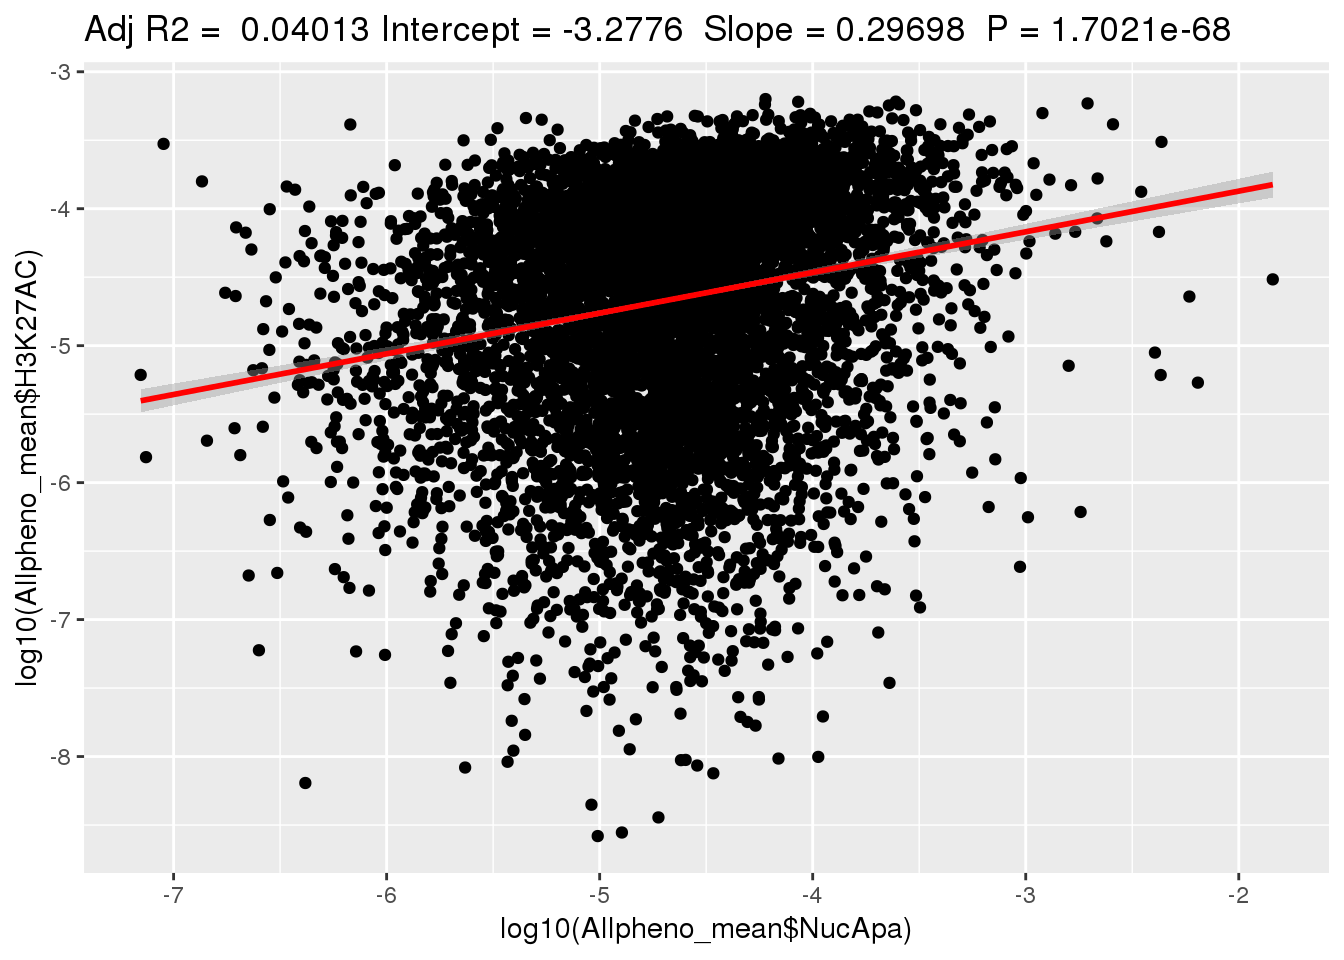 Adj R2 =  0.04013 Intercept = -3.2776  Slope = 0.29698  P = 1.7021e-68
-3
-4
-5
-6
-7
-8
log10(Allpheno_mean$H3K27AC)
-7 -6 -5 -4 -3 -2
log10(Allpheno_mean$NucApa)